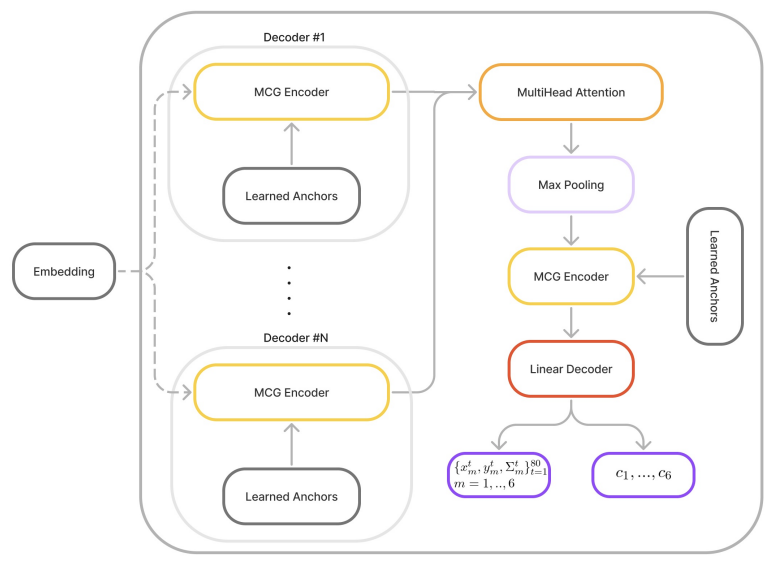 Decoder #1
MCG Encoder
Learned Anchors
Embedding
Decoder #N
MCG Encoder
Learned Anchors
MultiHead Attention
Max Pooling
MCG Encoder
Learned Anchors
Linear Decoder
$\{x_m^t, y_m^t, \Sigma_m^t\}_{t=1}^{80}$
$m = 1, .., 6$
$c_1, ..., c_6$